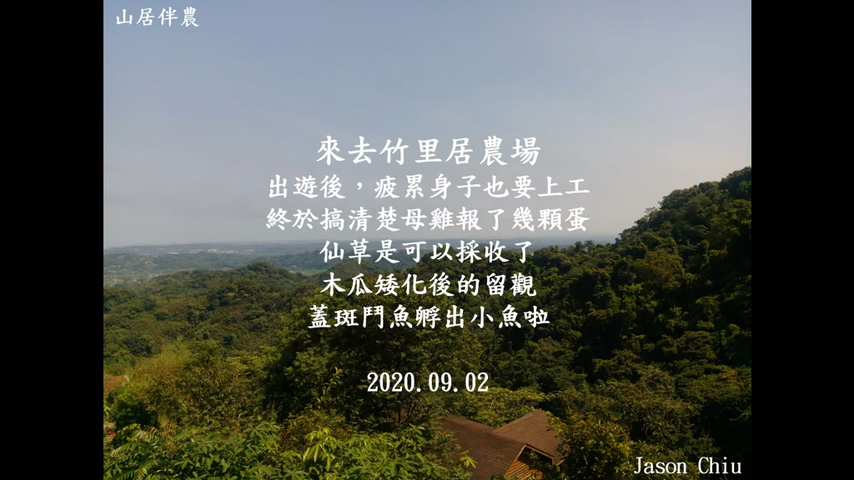 山居伴農
來去竹里居農場
出遊後，疲累身子也要上工
終於搞清楚母雞報了幾顆蛋
仙草是可以採收了
木瓜矮化後的留觀
蓋斑鬥魚孵出小魚啦
2020.09.02
Jason Chiu